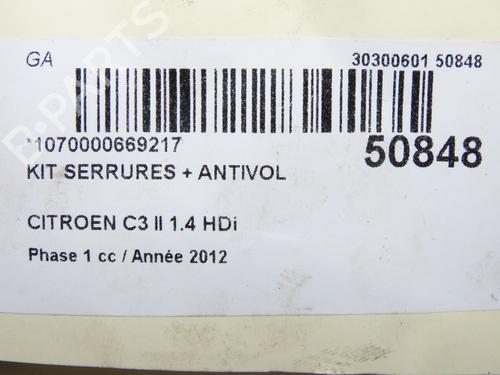 GA 30300601 50848
*1070000669217 50848
KIT SERRURES + ANTIVOL
CITROEN C3 II 1.4 HDi
Phase 1 cc / Année 2012
B-PARTS